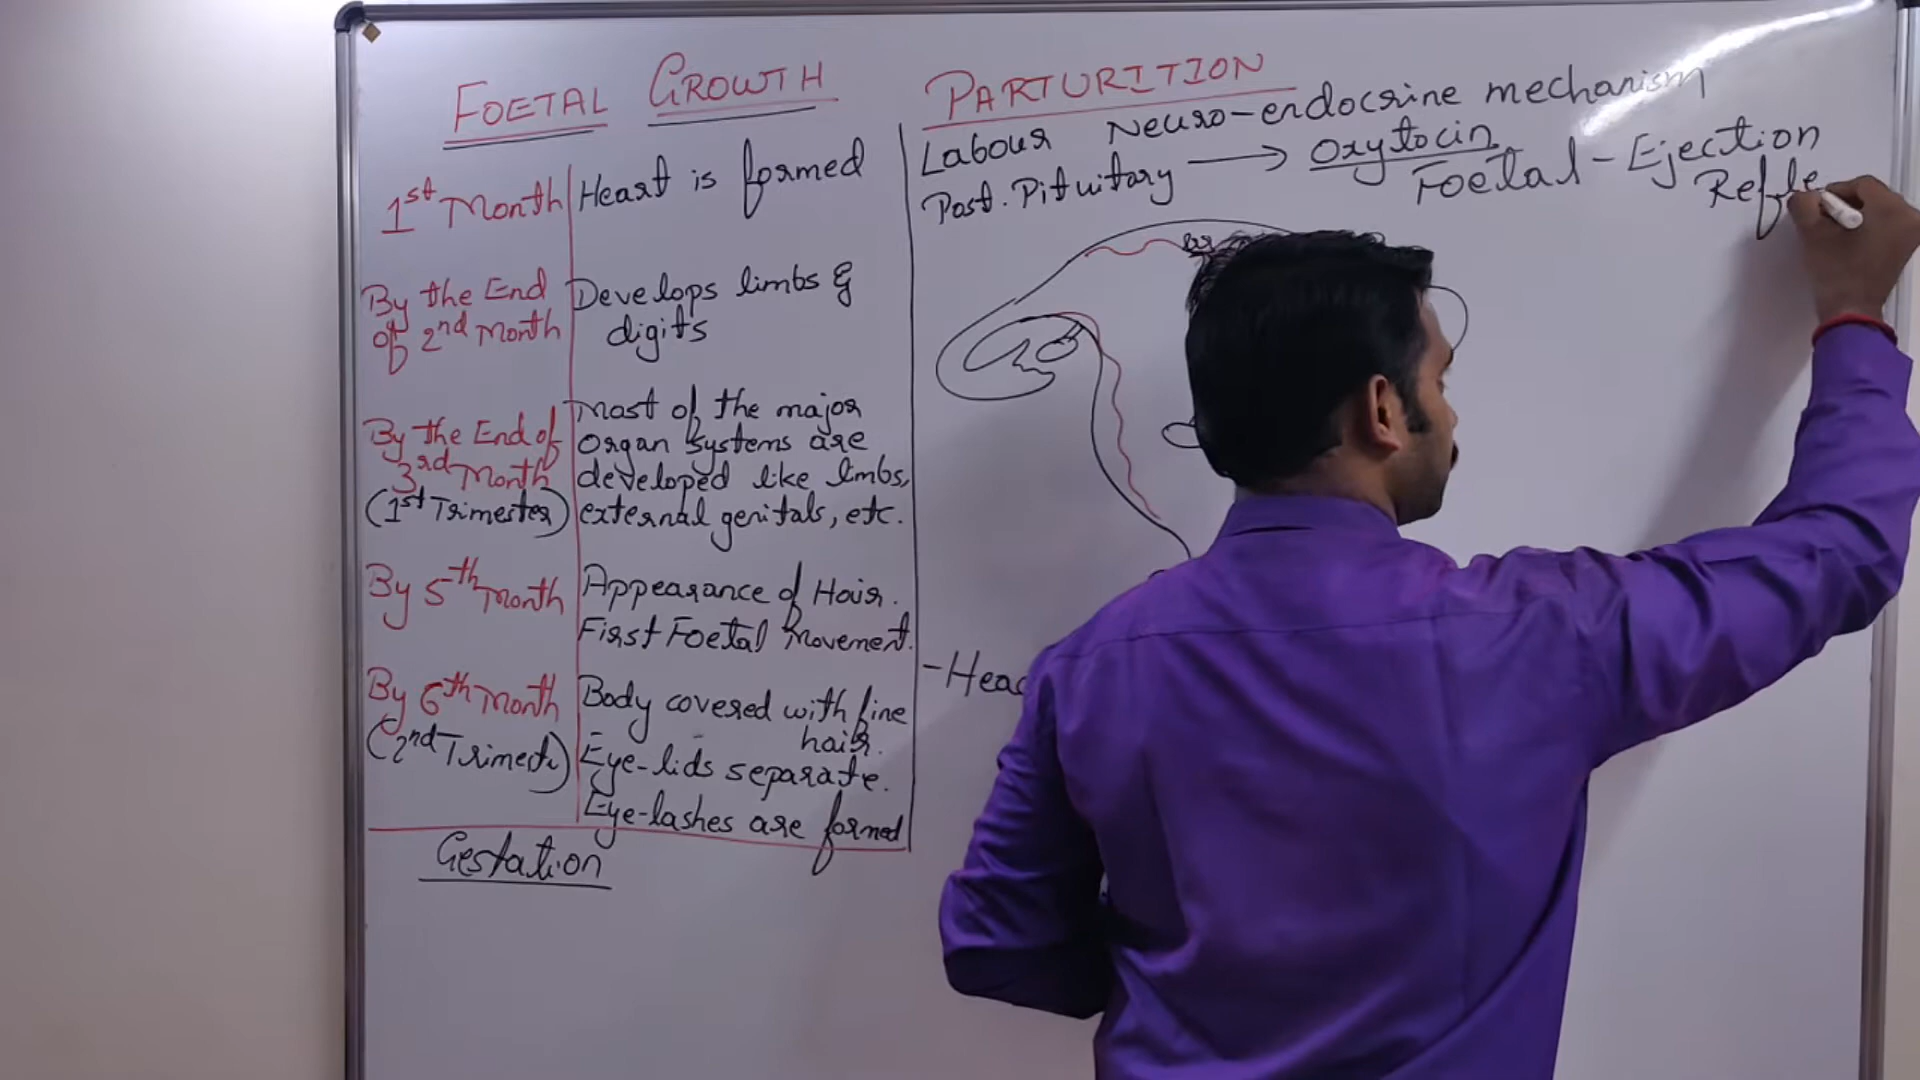 FOETAL GROWTH
1st Month Heart is formed
By the End Develops limbs &
of 2nd Month digits
By the End of Most of the major
3rd Month organ systems are
(1st Trimester) developed like limbs,
external genitals, etc.
By 5th Month Appearance of Hair.
First Foetal Movement.
By 6th Month Body covered with fine
(2nd Trimest) hair.
Eye-lids separate.
Eye-lashes are formed
Gestation
PARTURITION
Labour Neuro-endocrine mechanism
Post. Pituitary → Oxytocin
Foetal-Ejection
Refle
-Head